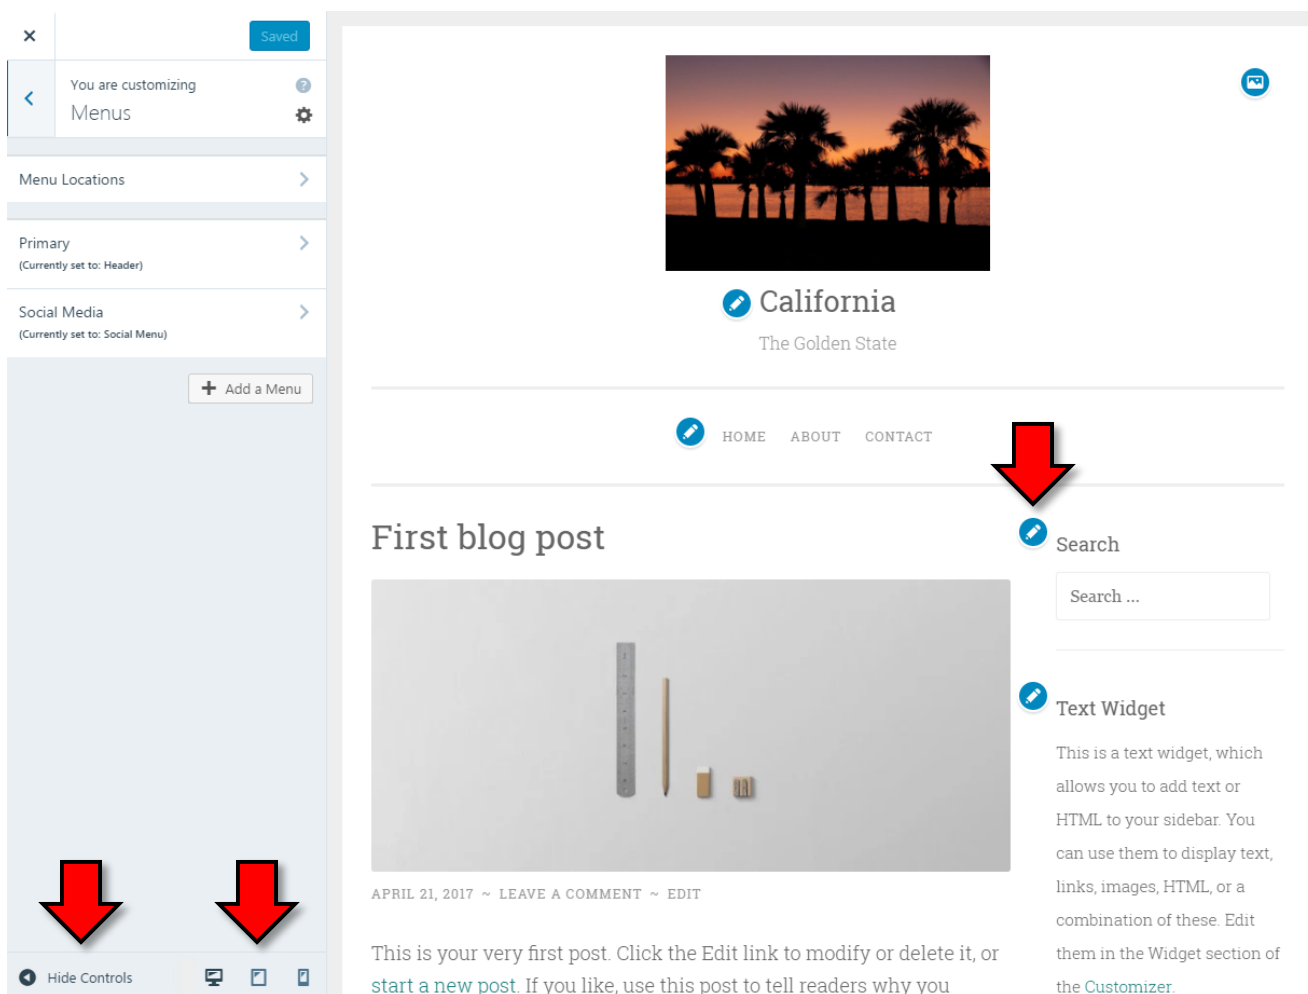 Saved
You are customizing
Menus
Menu Locations
Primary
(Currently set to: Header)
Social Media
(Currently set to: Social Menu)
Add a Menu
Hide Controls
California
The Golden State
HOME ABOUT CONTACT
First blog post
APRIL 21, 2017 ~ LEAVE A COMMENT ~ EDIT
This is your very first post. Click the Edit link to modify or delete it, or
start a new post. If you like, use this post to tell readers why you
Search
Search ...
Text Widget
This is a text widget, which
allows you to add text or
HTML to your sidebar. You
can use them to display text,
links, images, HTML, or a
combination of these. Edit
them in the Widget section of
the Customizer.